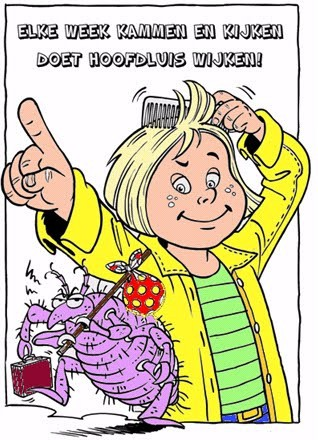 ELKE WEEK KAMMEN EN KIJKEN
DOET HOOFDLUIS WIJKEN!